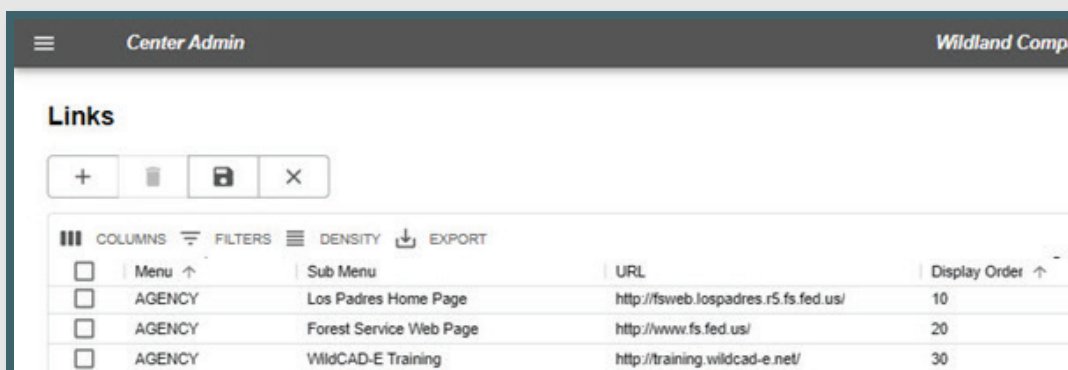 Center Admin Wildland Comp
Links
COLUMNS FILTERS DENSITY EXPORT
Menu Sub Menu URL Display Order
AGENCY Los Padres Home Page http://fsweb.lospadres.r5.fs.fed.us/ 10
AGENCY Forest Service Web Page http://www.fs.fed.us/ 20
AGENCY WildCAD-E Training http://training.wildcad-e.net/ 30